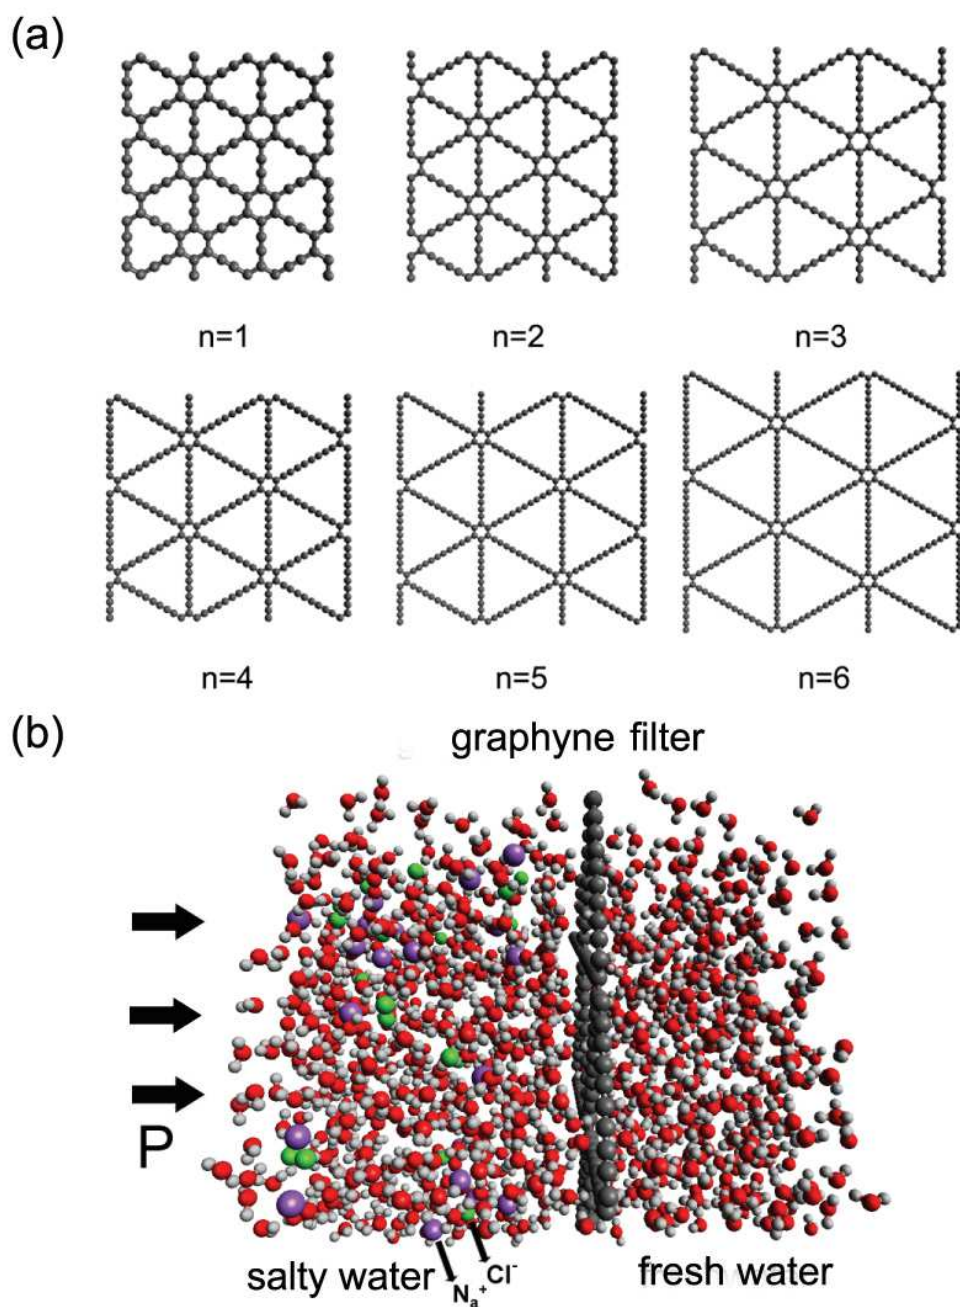 (a)
n=1
n=2
n=3
n=4
n=5
n=6
(b)
graphyne filter
P
salty water
Na+
Cl-
fresh water